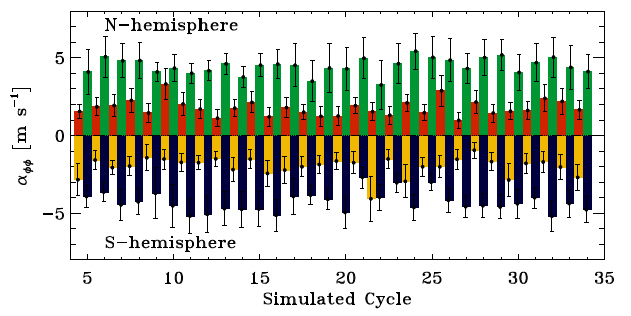 N−hemisphere
5
0
−5
α_ϕϕ [m s⁻¹]
S−hemisphere
5 10 15 20 25 30 35
Simulated Cycle